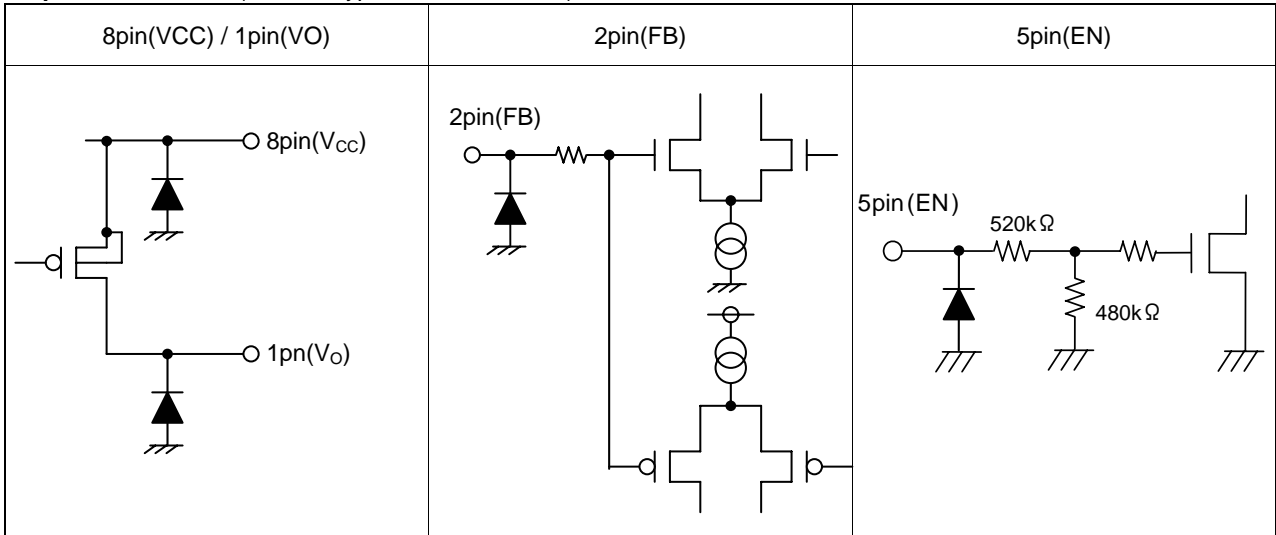 8pin(VCC) / 1pin(VO)
2pin(FB)
5pin(EN)
8pin(VCC)
1pn(VO)
2pin(FB)
5pin(EN)
520kΩ
480kΩ